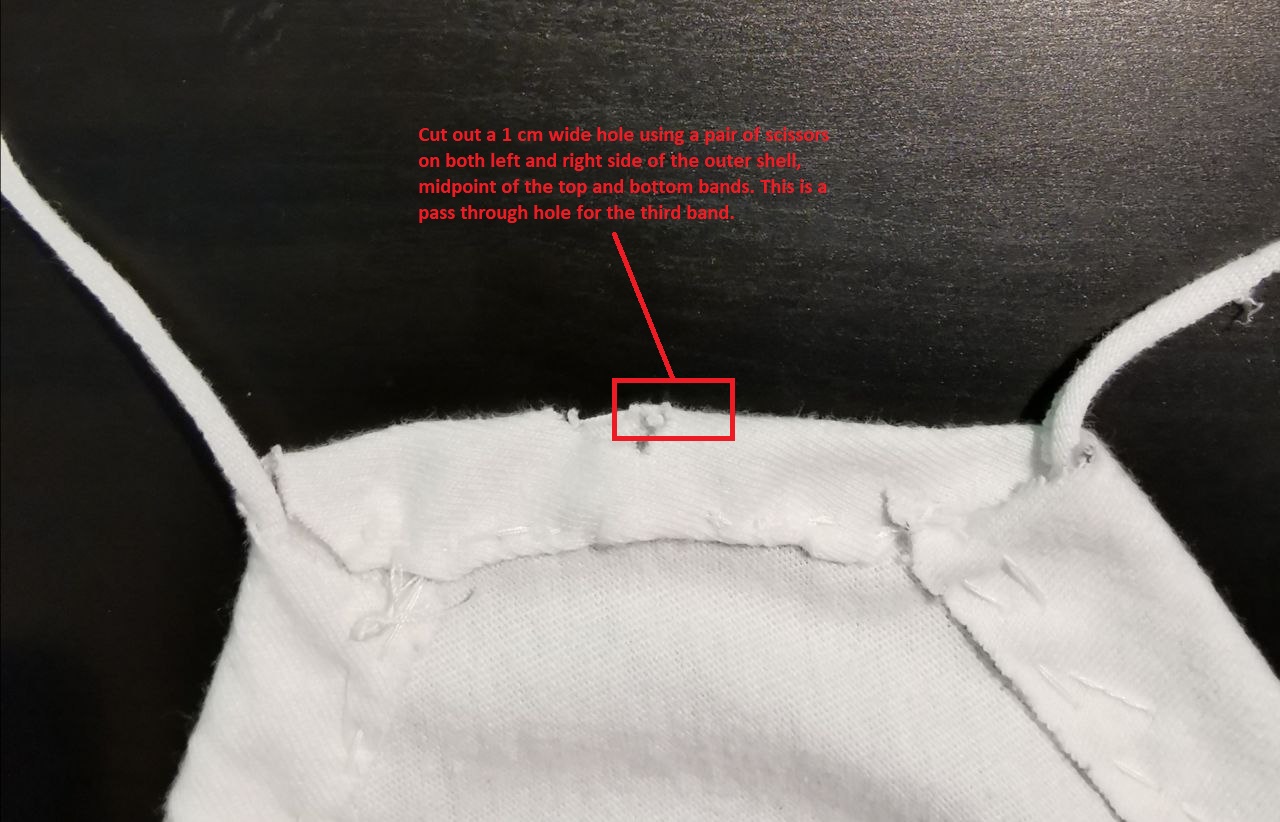 Cut out a 1 cm wide hole using a pair of scissors
on both left and right side of the outer shell,
midpoint of the top and bottom bands. This is a
pass through hole for the third band.